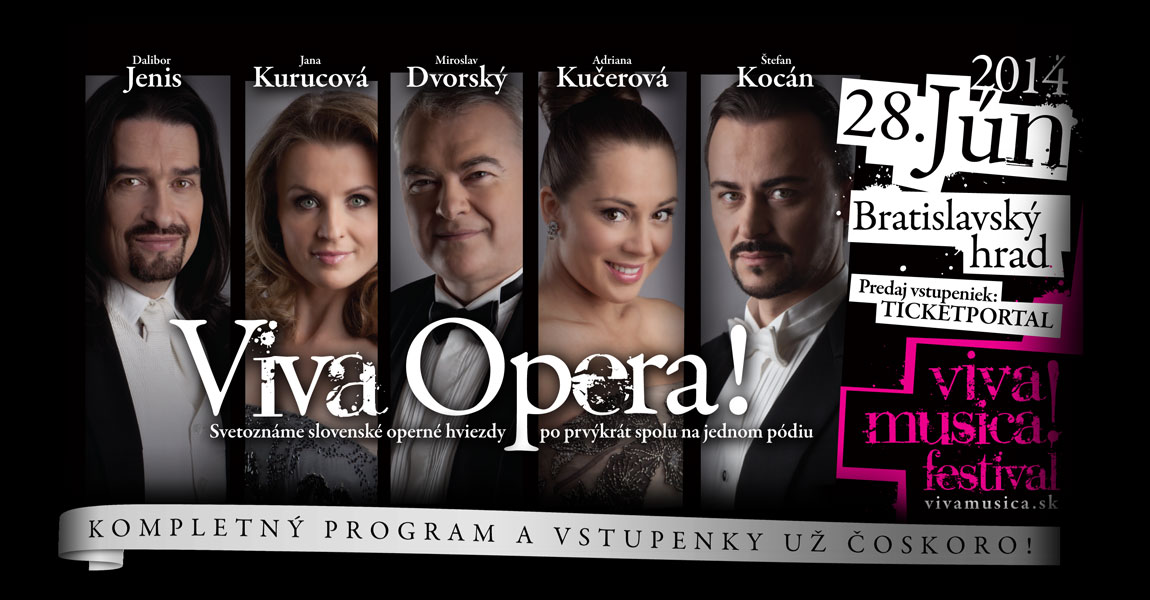 Dalibor
Jenis
Jana
Kurucová
Miroslav
Dvorský
Adriana
Kučerová
Štefan
Kocán
2014
28. Jún
Bratislavský
hrad
Predaj vstupeniek:
TICKETPORTAL
Viva Opera!
Svetoznáme slovenské operné hviezdy po prvýkrát spolu na jednom pódiu
viva!
musica!
festival
vivamusica.sk
KOMPLETNÝ PROGRAM A VSTUPENKY UŽ ČOSKORO!